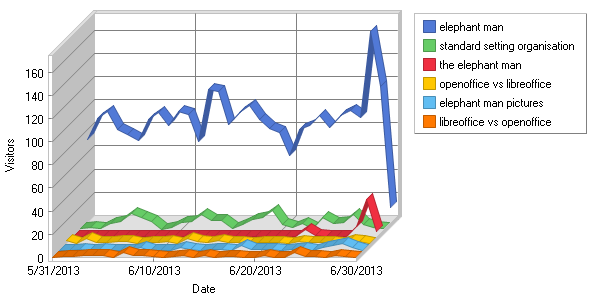 elephant man
standard setting organisation
the elephant man
openoffice vs libreoffice
elephant man pictures
libreoffice vs openoffice
Visitors
160
140
120
100
80
60
40
20
0
5/31/2013 6/10/2013 6/20/2013 6/30/2013
Date